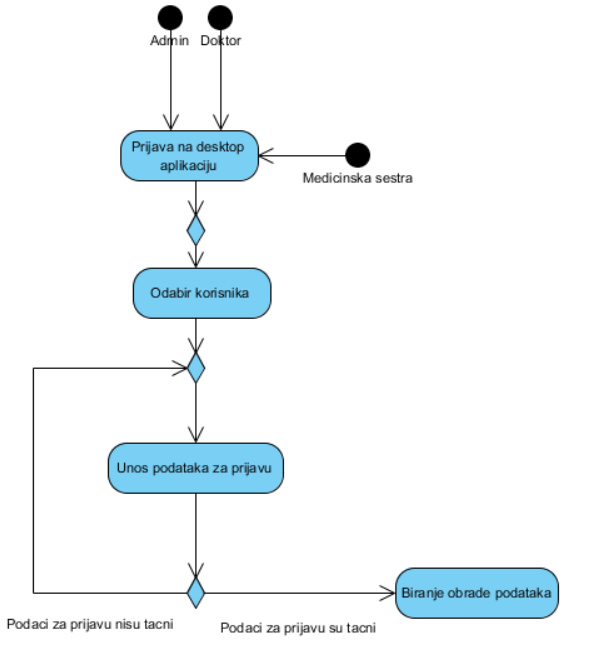 Admin
Doktor
Prijava na desktop
aplikaciju
Medicinska sestra
Odabir korisnika
Unos podataka za prijavu
Biranje obrade podataka
Podaci za prijavu nisu tacni
Podaci za prijavu su tacni